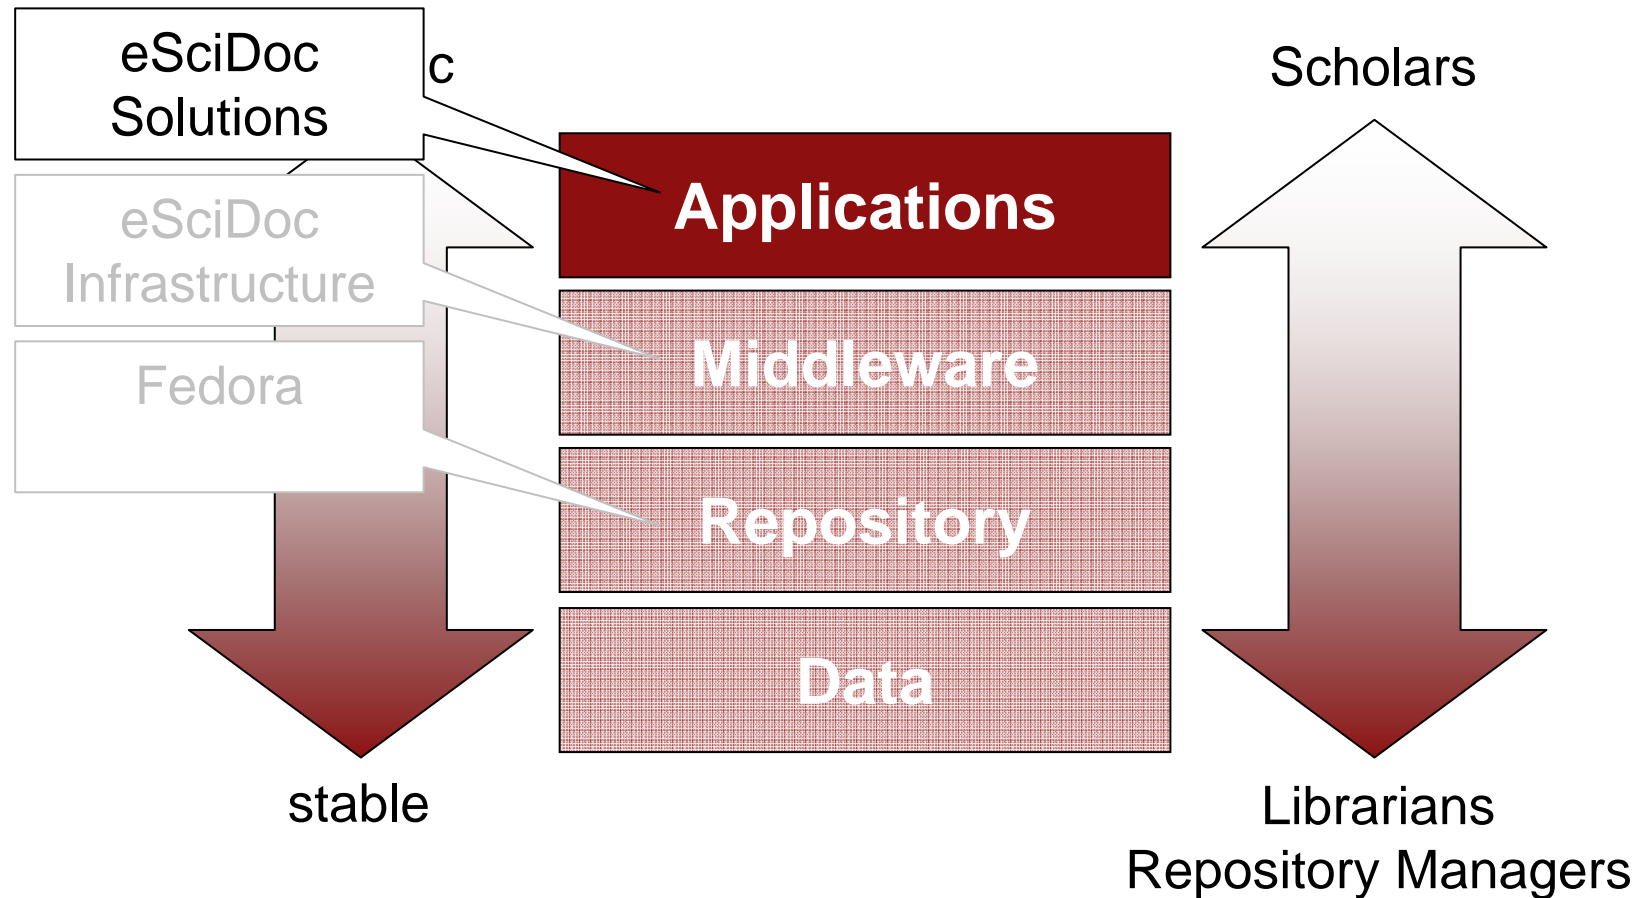 eSciDoc
Solutions
c
Scholars
Applications
eSciDoc
Infrastructure
Middleware
Fedora
Repository
Data
stable
Librarians
Repository Managers